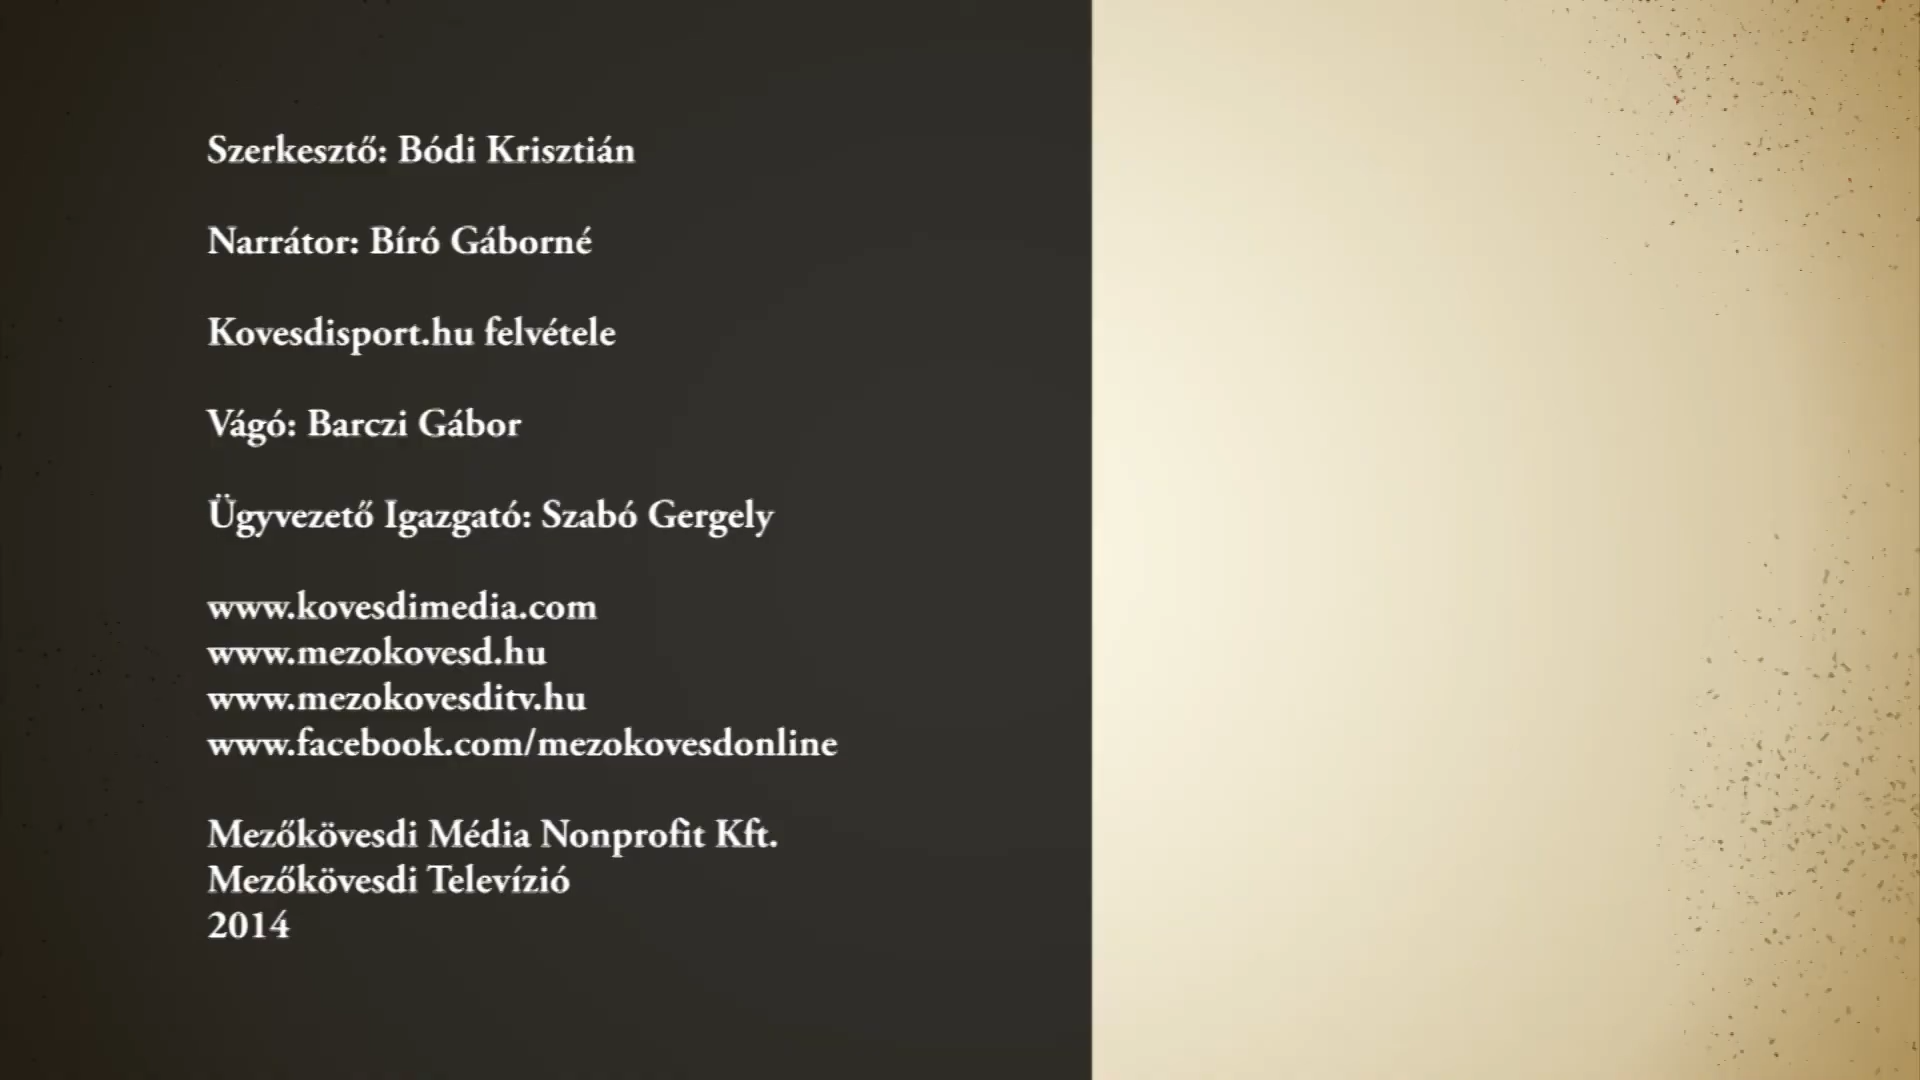 Szerkesztő: Bódi Krisztián
Narrátor: Bíró Gáborné
Kovesdisport.hu felvétele
Vágó: Barczi Gábor
Ügyvezető Igazgató: Szabó Gergely
www.kovesdimedia.com
www.mezokovesd.hu
www.mezokovesditv.hu
www.facebook.com/mezokovesdonline
Mezőkövesdi Média Nonprofit Kft.
Mezőkövesdi Televízió
2014